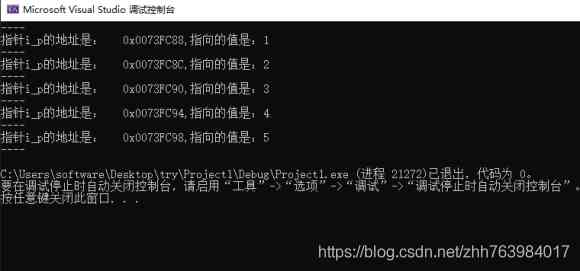 Microsoft Visual Studio 调试控制台
----
指针i_p的地址是： 0x0073FC88,指向的值是：1
----
指针i_p的地址是： 0x0073FC8C,指向的值是：2
----
指针i_p的地址是： 0x0073FC90,指向的值是：3
----
指针i_p的地址是： 0x0073FC94,指向的值是：4
----
指针i_p的地址是： 0x0073FC98,指向的值是：5
----
C:\Users\software\Desktop\try\Project1\Debug\Project1.exe (进程 21272)已退出，代码为 0。
要在调试停止时自动关闭控制台，请启用“工具”->“选项”->“调试”->“调试停止时自动关闭控制台”。
按任意键关闭此窗口. . .
https://blog.csdn.net/zhh763984017